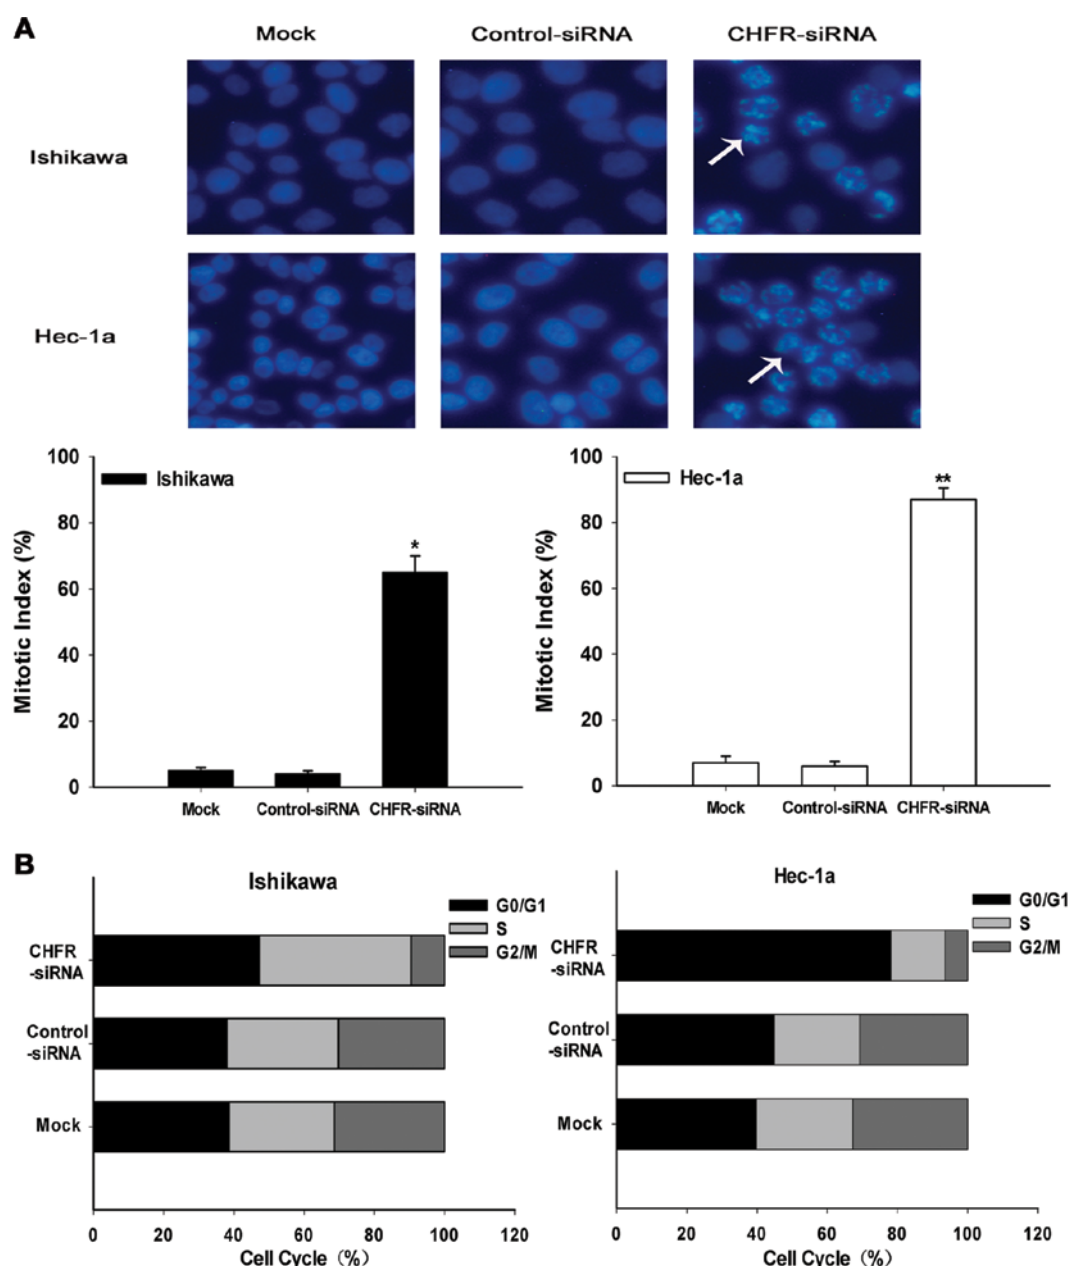 A
Mock Control-siRNA CHFR-siRNA
Ishikawa
Hec-1a
100
80
60
40
20
0
Mitotic Index (%)
Ishikawa
*
Mock Control-siRNA CHFR-siRNA
100
80
60
40
20
0
Mitotic Index (%)
Hec-1a
**
Mock Control-siRNA CHFR-siRNA
B
Ishikawa
G0/G1
S
G2/M
CHFR
-siRNA
Control
-siRNA
Mock
0 20 40 60 80 100 120
Cell Cycle (%)
Hec-1a
G0/G1
S
G2/M
CHFR
-siRNA
Control
-siRNA
Mock
0 20 40 60 80 100 120
Cell Cycle (%)